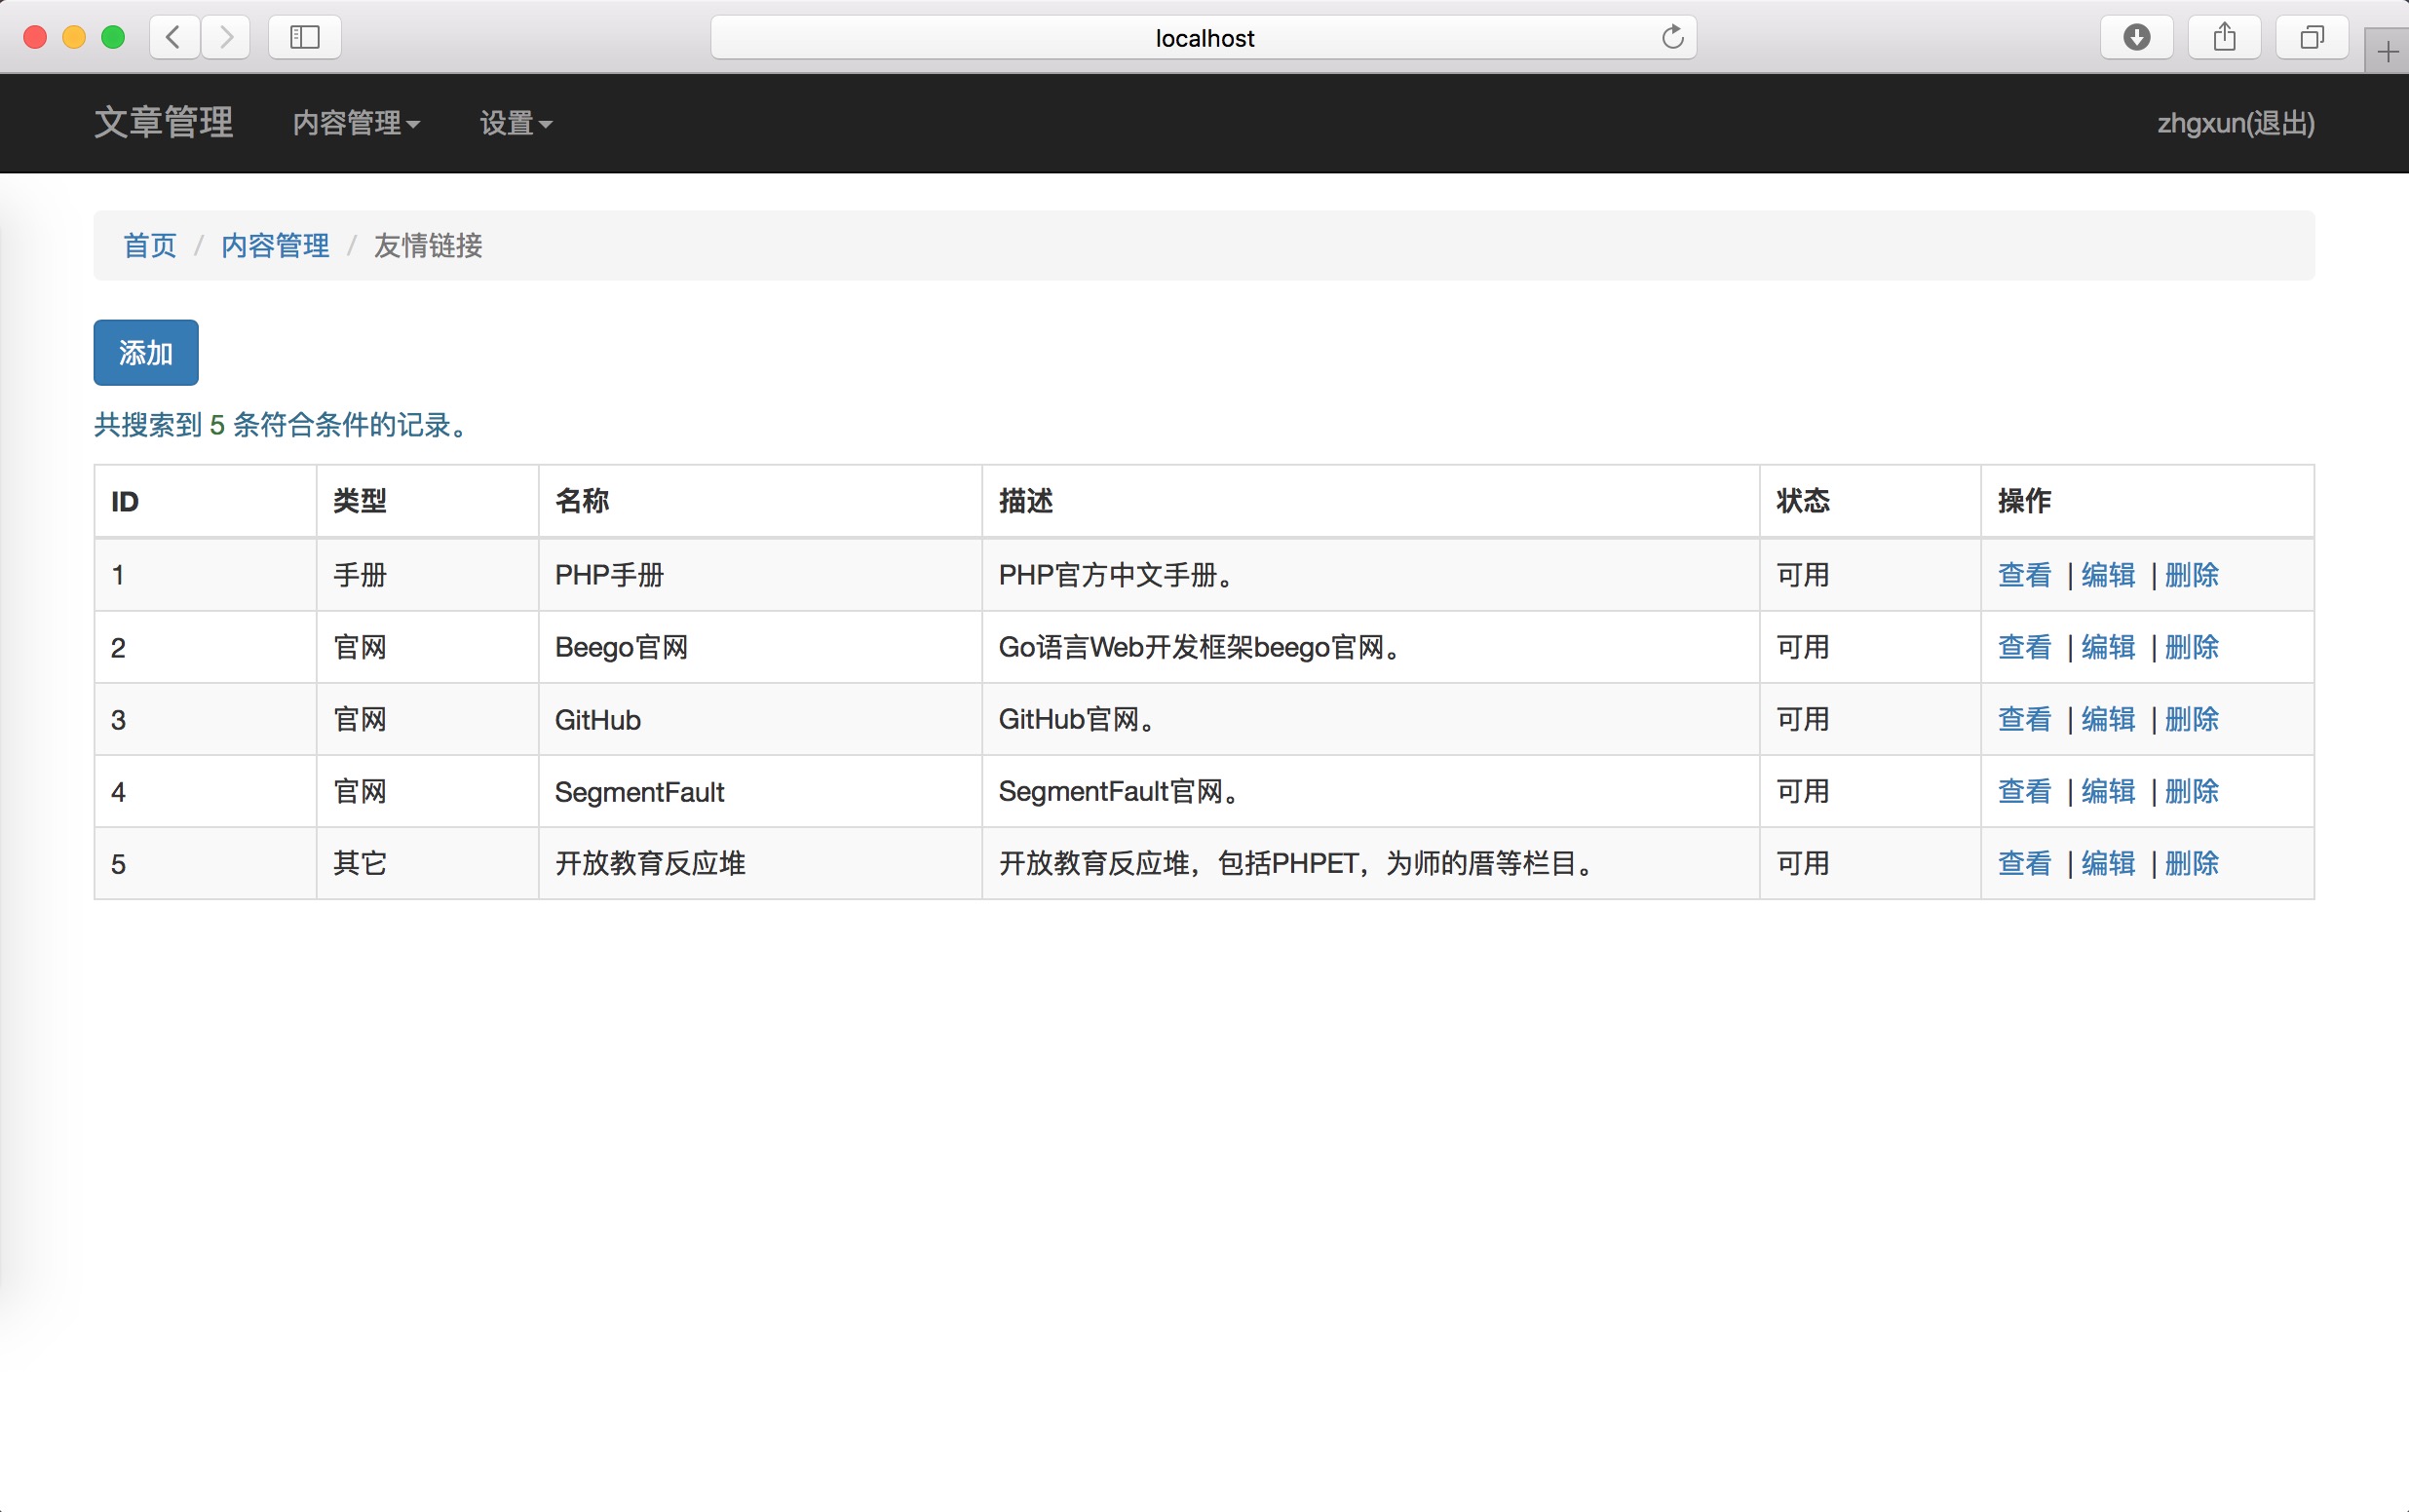 localhost
文章管理 内容管理 设置 zhgxun(退出)
首页 / 内容管理 / 友情链接
添加
共搜索到 5 条符合条件的记录。
ID 类型 名称 描述 状态 操作
1 手册 PHP手册 PHP官方中文手册。 可用 查看 | 编辑 | 删除
2 官网 Beego官网 Go语言Web开发框架beego官网。 可用 查看 | 编辑 | 删除
3 官网 GitHub GitHub官网。 可用 查看 | 编辑 | 删除
4 官网 SegmentFault SegmentFault官网。 可用 查看 | 编辑 | 删除
5 其它 开放教育反应堆 开放教育反应堆，包括PHPET，为师的厝等栏目。 可用 查看 | 编辑 | 删除